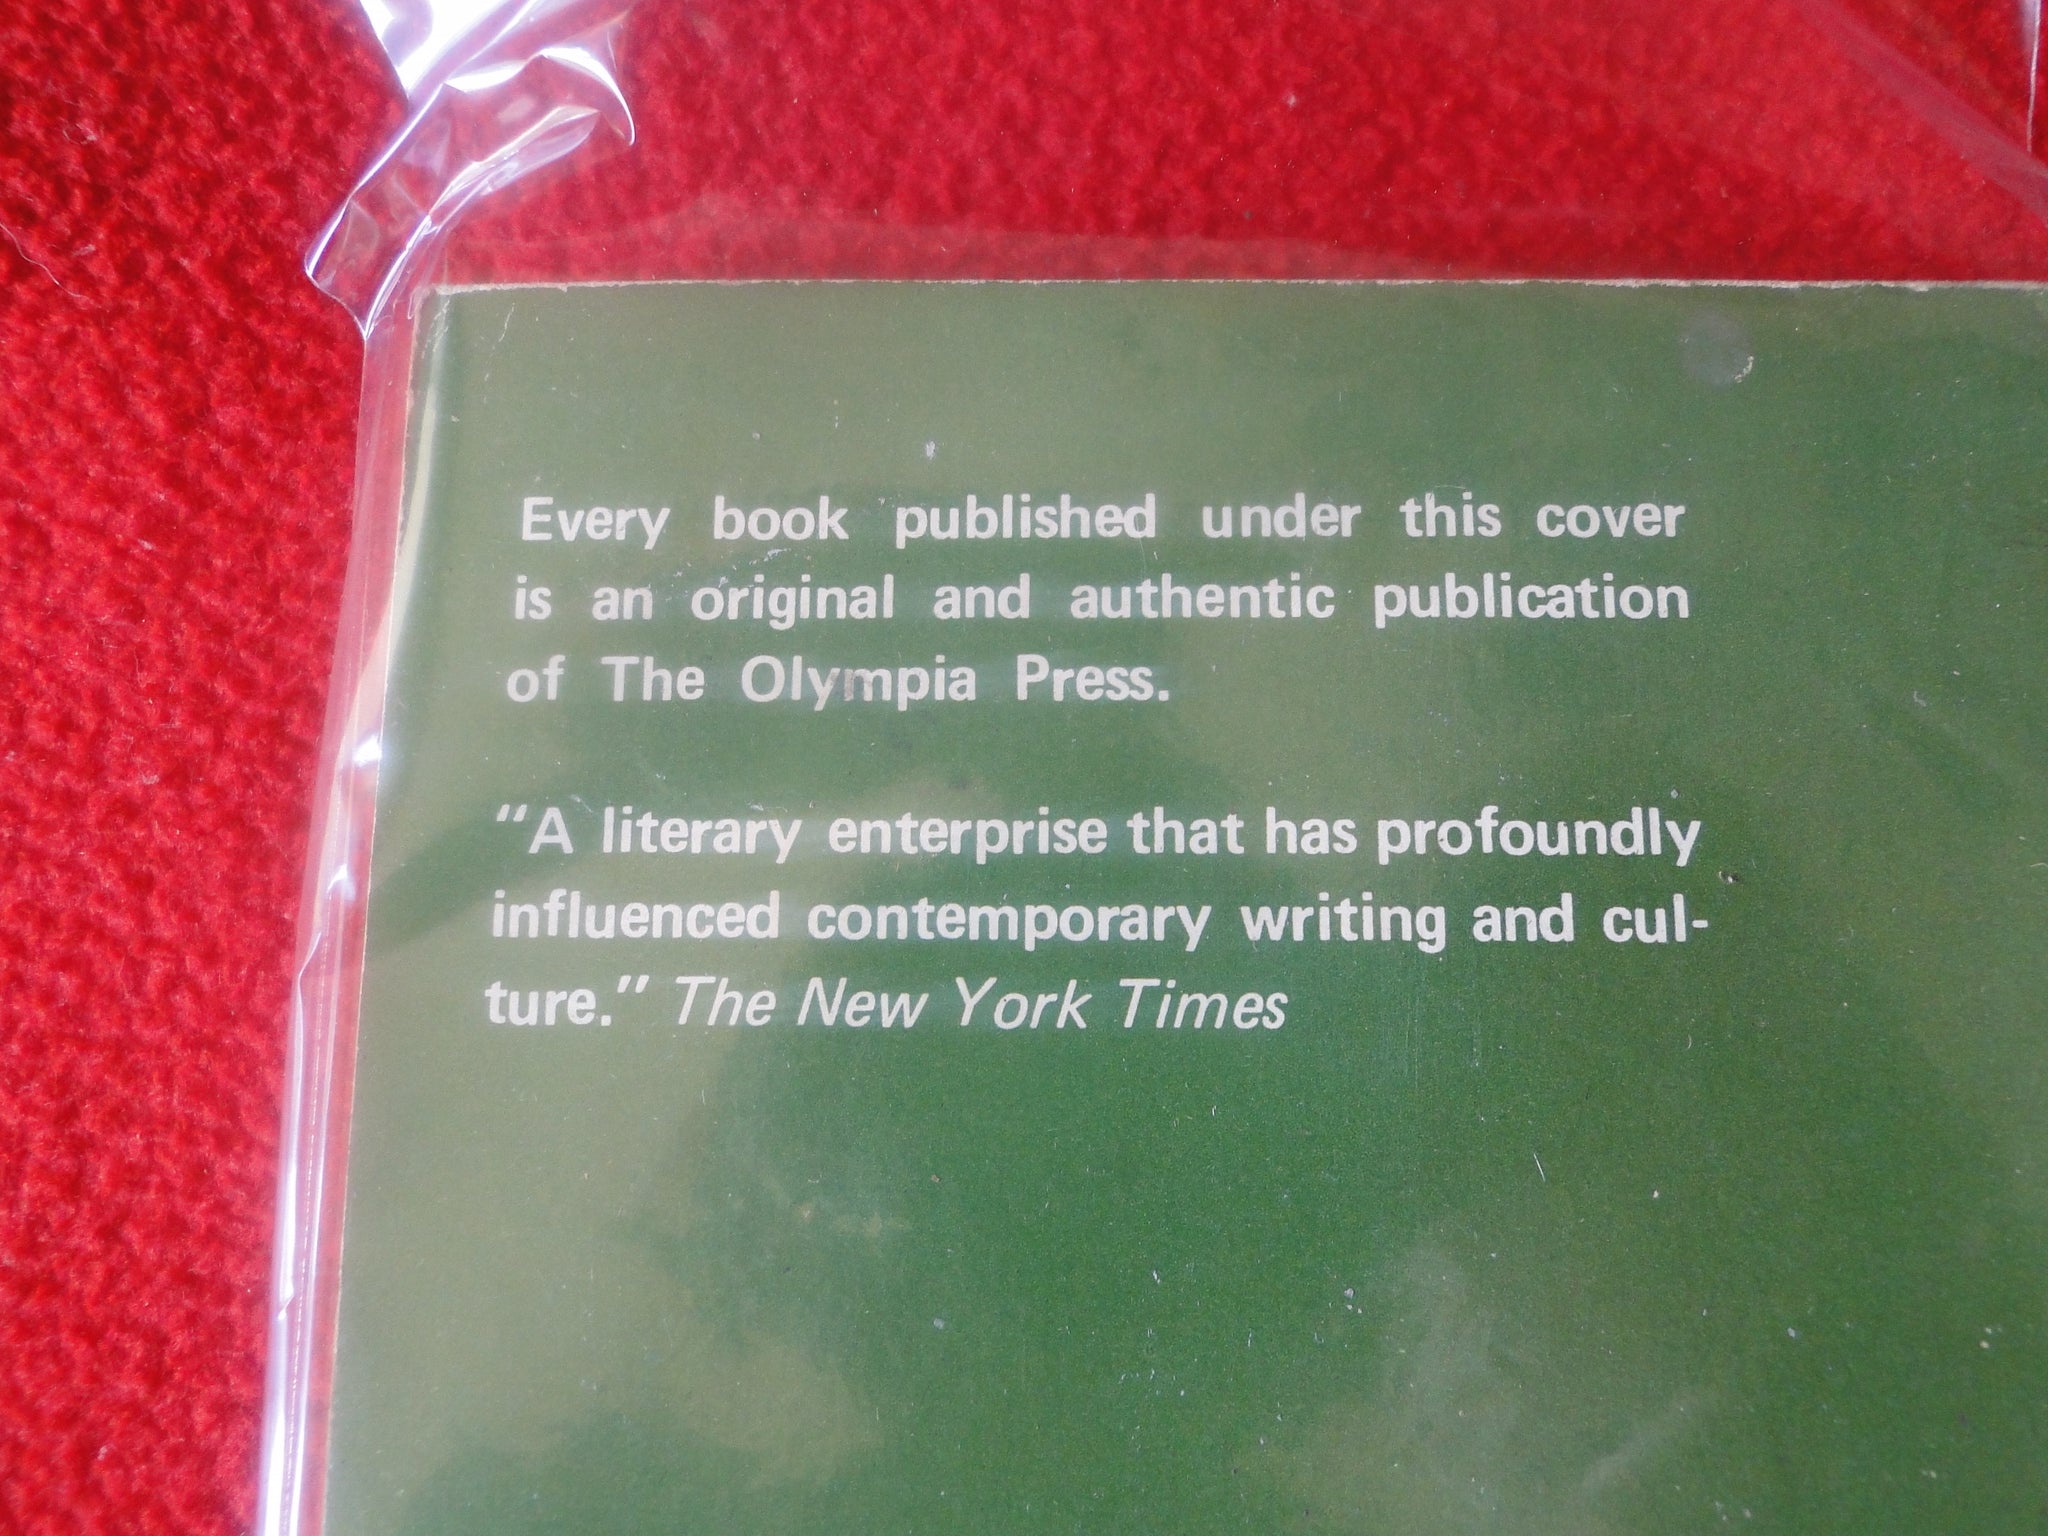 Every book published under this cover
is an original and authentic publication
of The Olympia Press.
"A literary enterprise that has profoundly
influenced contemporary writing and cul-
ture." The New York Times